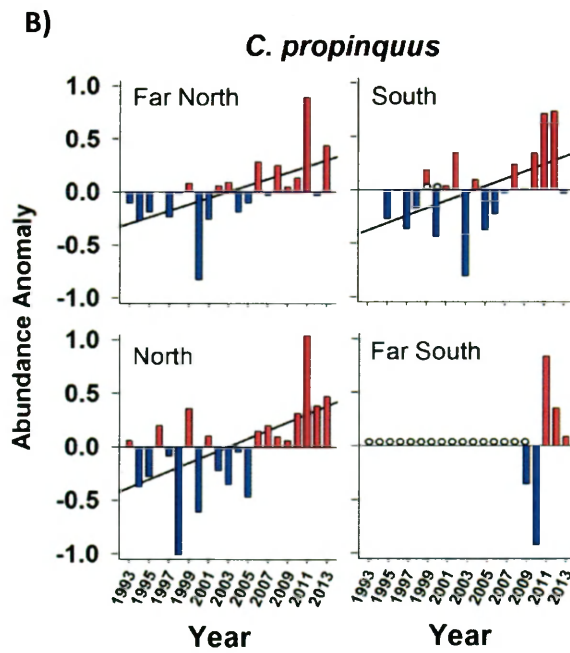 B)
C. propinquus
Far North
South
1.0
0.5
0.0
-0.5
-1.0
North
Far South
1.0
0.5
0.0
-0.5
-1.0
Abundance Anomaly
1993 1995 1997 1999 2001 2003 2005 2007 2009 2011 2013
1993 1995 1997 1999 2001 2003 2005 2007 2009 2011 2013
Year
Year